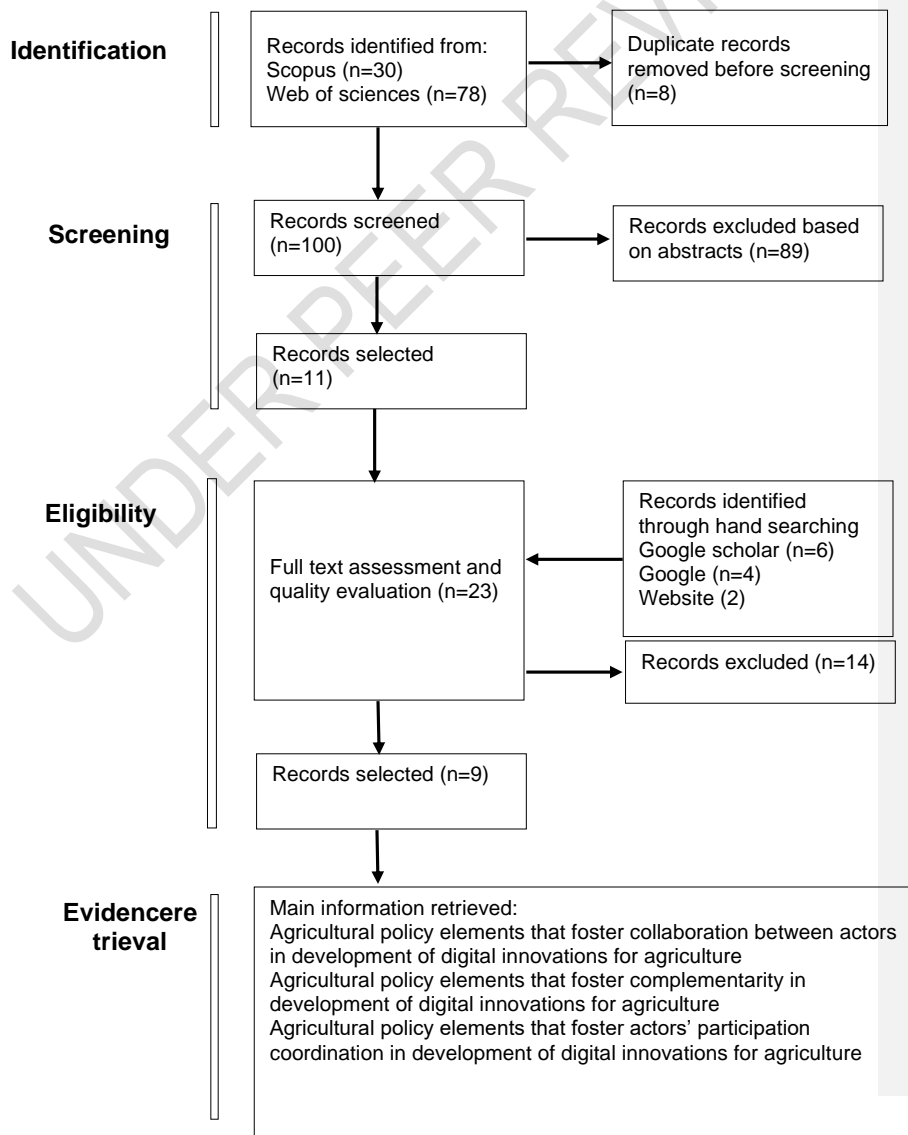 UNDER PEER REVI
Identification
Records identified from:
Scopus (n=30)
Web of sciences (n=78)
Duplicate records
removed before screening
(n=8)
Screening
Records screened
(n=100)
Records excluded based
on abstracts (n=89)
Records selected
(n=11)
Eligibility
Full text assessment and
quality evaluation (n=23)
Records identified
through hand searching
Google scholar (n=6)
Google (n=4)
Website (2)
Records excluded (n=14)
Records selected (n=9)
Evidencere
trieval
Main information retrieved:
Agricultural policy elements that foster collaboration between actors
in development of digital innovations for agriculture
Agricultural policy elements that foster complementarity in
development of digital innovations for agriculture
Agricultural policy elements that foster actors’ participation
coordination in development of digital innovations for agriculture